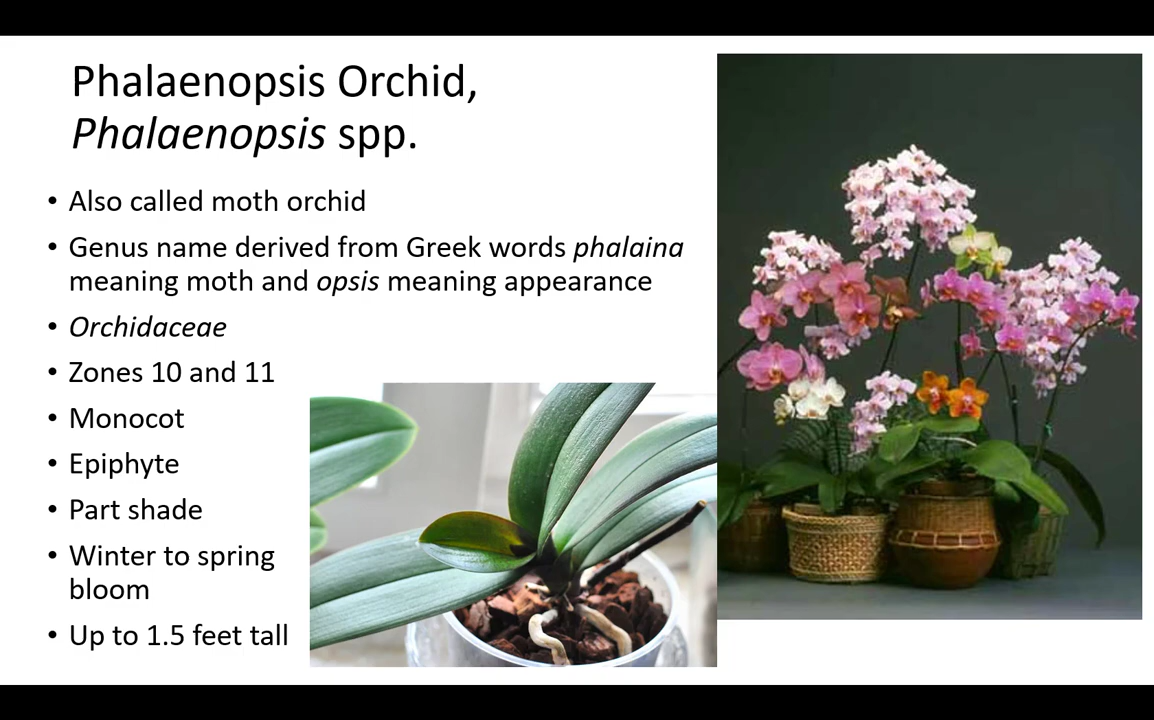 Phalaenopsis Orchid,
Phalaenopsis spp.
• Also called moth orchid
• Genus name derived from Greek words phalaina
meaning moth and opsis meaning appearance
• Orchidaceae
• Zones 10 and 11
• Monocot
• Epiphyte
• Part shade
• Winter to spring
bloom
• Up to 1.5 feet tall